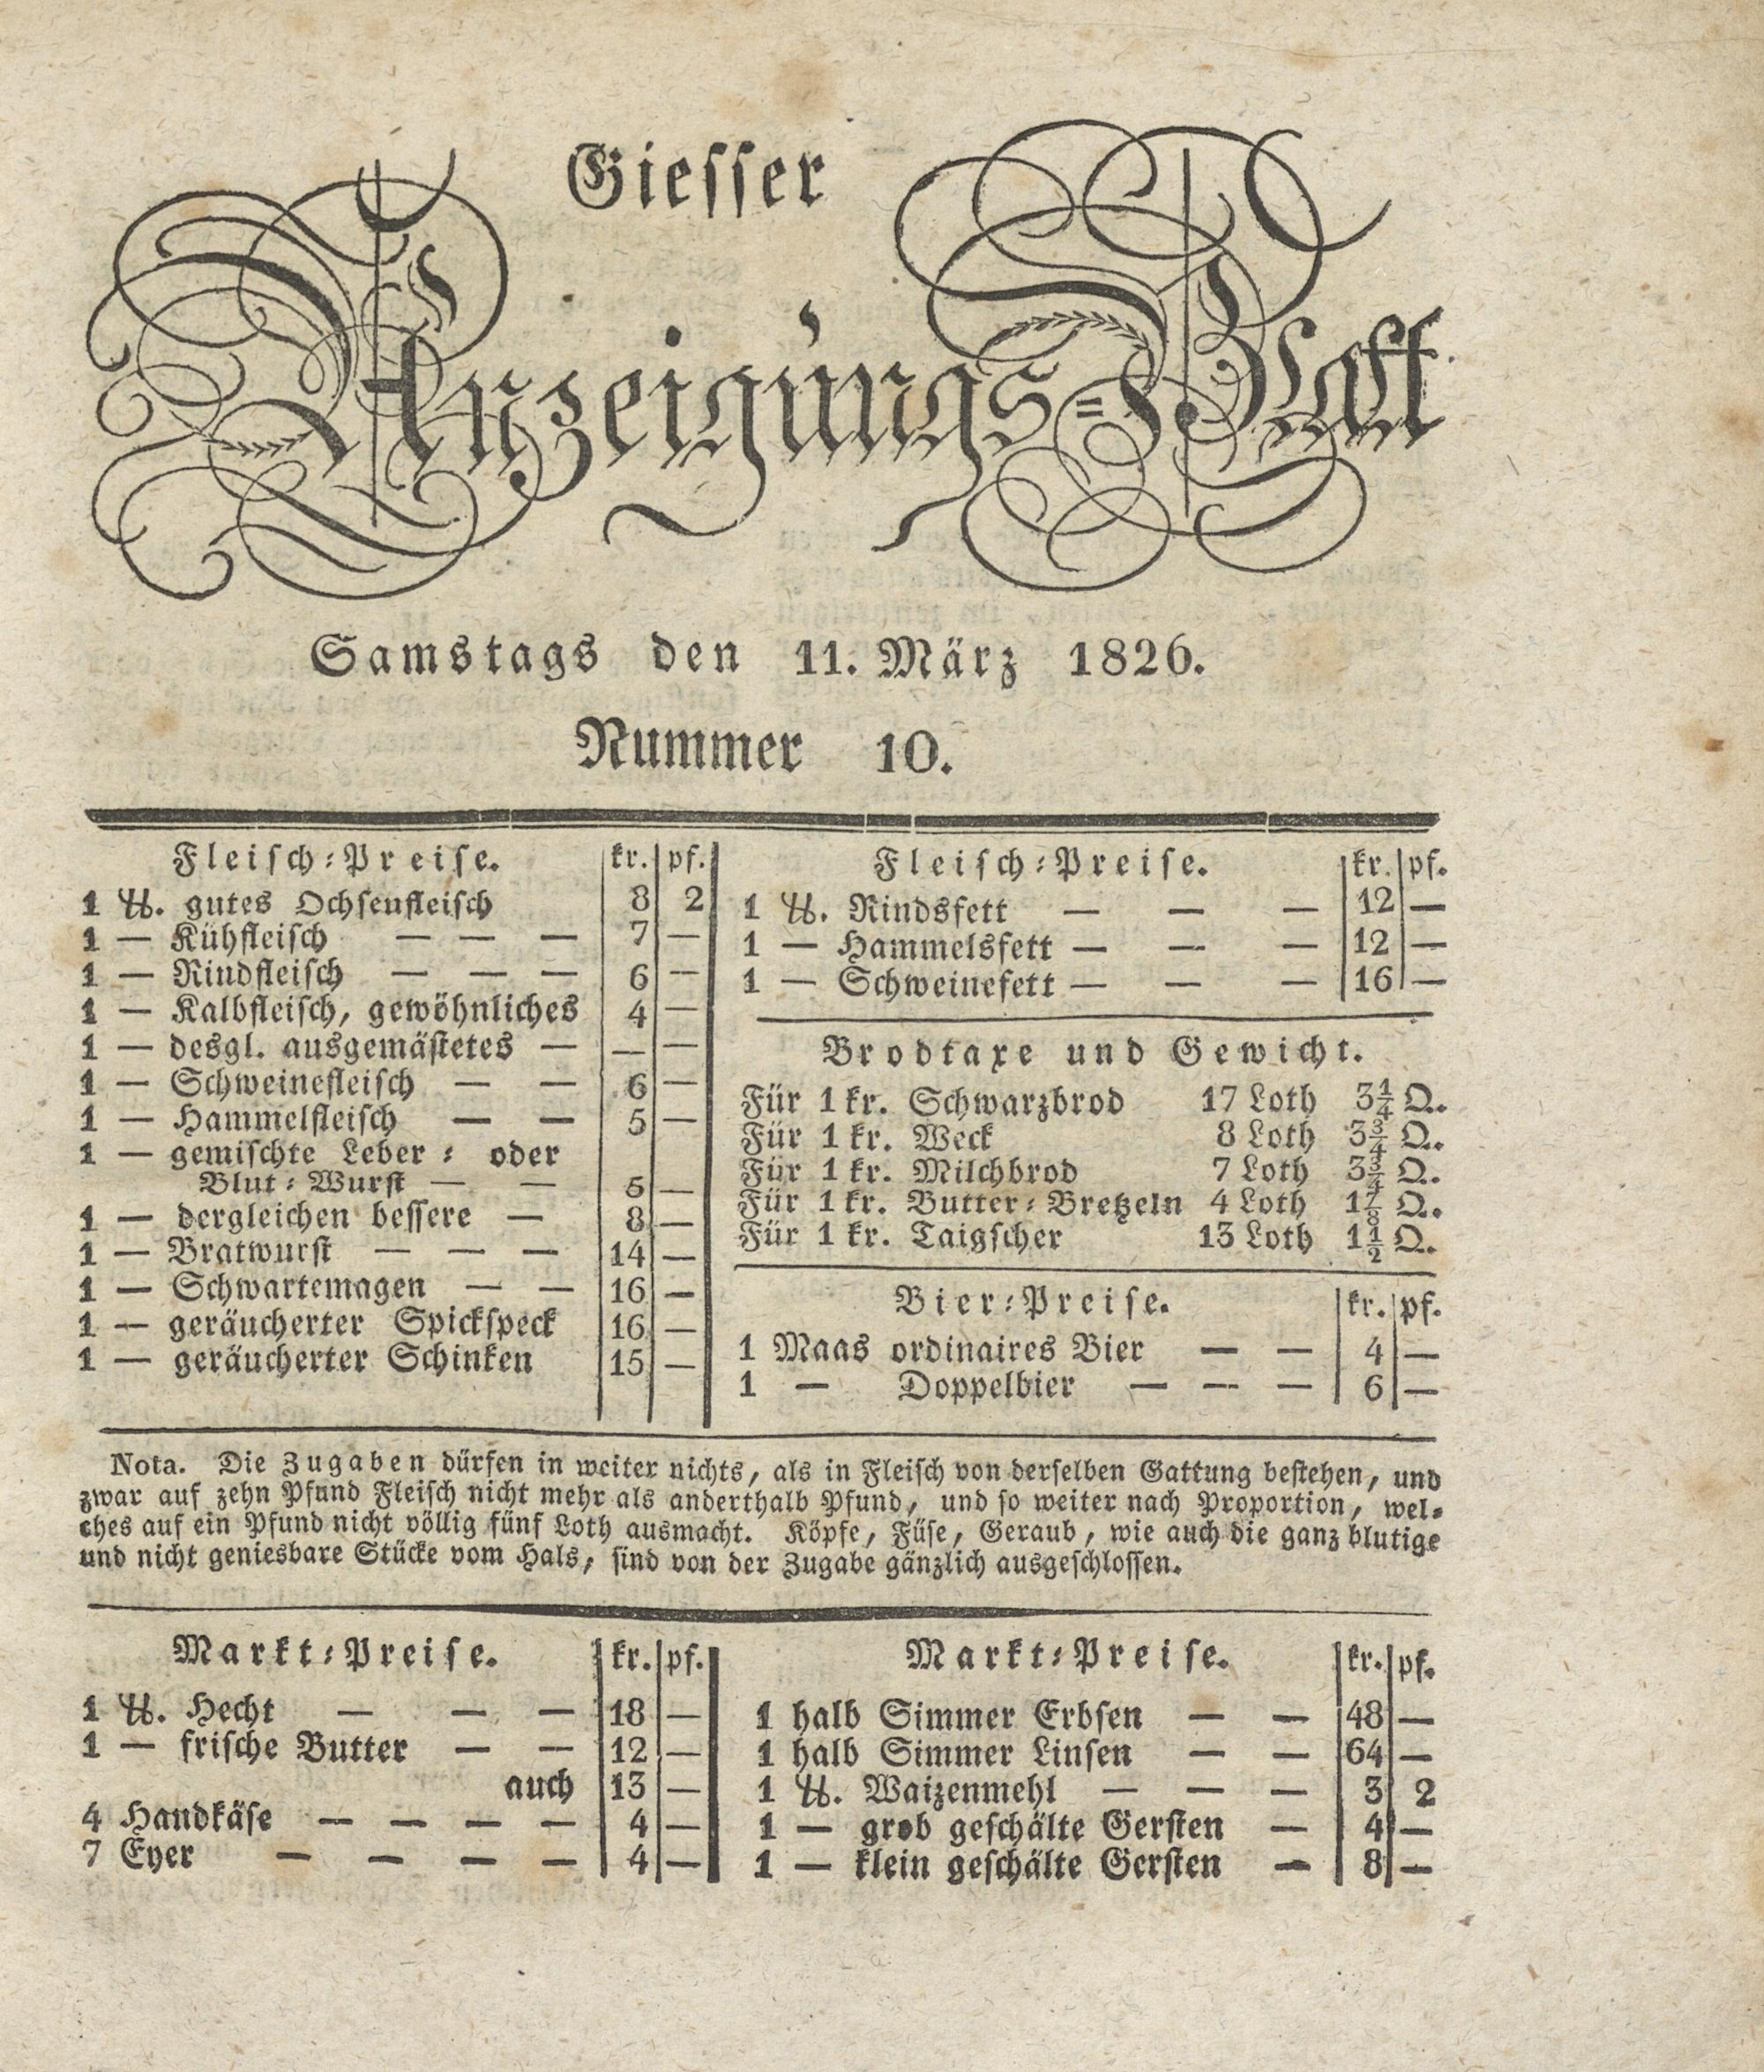 Giesser
Anzeigungs=Blatt
Samstags den 11. März 1826.
Nummer 10.
Fleisch=Preise. kr. pf.
1 ℔. gutes Ochsenfleisch 8 2
1 — Kühfleisch — — — 7 —
1 — Rindfleisch — — — 6 —
1 — Kalbfleisch, gewöhnliches 4 —
1 — desgl. ausgemästetes — — —
1 — Schweinefleisch — — 6 —
1 — Hammelfleisch — — 5 —
1 — gemischte Leber= oder
Blut=Wurst — — 5 —
1 — dergleichen bessere — 8 —
1 — Bratwurst — — — 14 —
1 — Schwartemagen — — 16 —
1 — geräucherter Spickspeck 16 —
1 — geräucherter Schinken 15 —
Fleisch=Preise. kr. pf.
1 ℔. Rindsfett — — — 12 —
1 — Hammelsfett — — — 12 —
1 — Schweinefett — — — 16 —
Brodtaxe und Gewicht.
Für 1 kr. Schwarzbrod 17 Loth 3¼ Q.
Für 1 kr. Weck 8 Loth 3¾ Q.
Für 1 kr. Milchbrod 7 Loth 3¾ Q.
Für 1 kr. Butter=Bretzeln 4 Loth 1⅞ Q.
Für 1 kr. Taigscher 13 Loth 1½ Q.
Bier=Preise. kr. pf.
1 Maas ordinaires Bier — — 4 —
1 — Doppelbier — — — 6 —
Nota. Die Zugaben dürfen in weiter nichts, als in Fleisch von derselben Gattung bestehen, und
zwar auf zehn Pfund Fleisch nicht mehr als anderthalb Pfund, und so weiter nach Proportion, wel=
ches auf ein Pfund nicht völlig fünf Loth ausmacht. Köpfe, Füse, Geraub, wie auch die ganz blutige
und nicht geniesbare Stücke vom Hals, sind von der Zugabe gänzlich ausgeschlossen.
Markt=Preise. kr. pf.
1 ℔. Hecht — — — 18 —
1 — frische Butter — — 12 —
auch 13 —
4 Handkäse — — — — 4 —
7 Eyer — — — — 4 —
Markt=Preise. kr. pf.
1 halb Simmer Erbsen — — 48 —
1 halb Simmer Linsen — — 64 —
1 ℔. Waizenmehl — — — 3 2
1 — grob geschälte Gersten — 4 —
1 — klein geschälte Gersten — 8 —